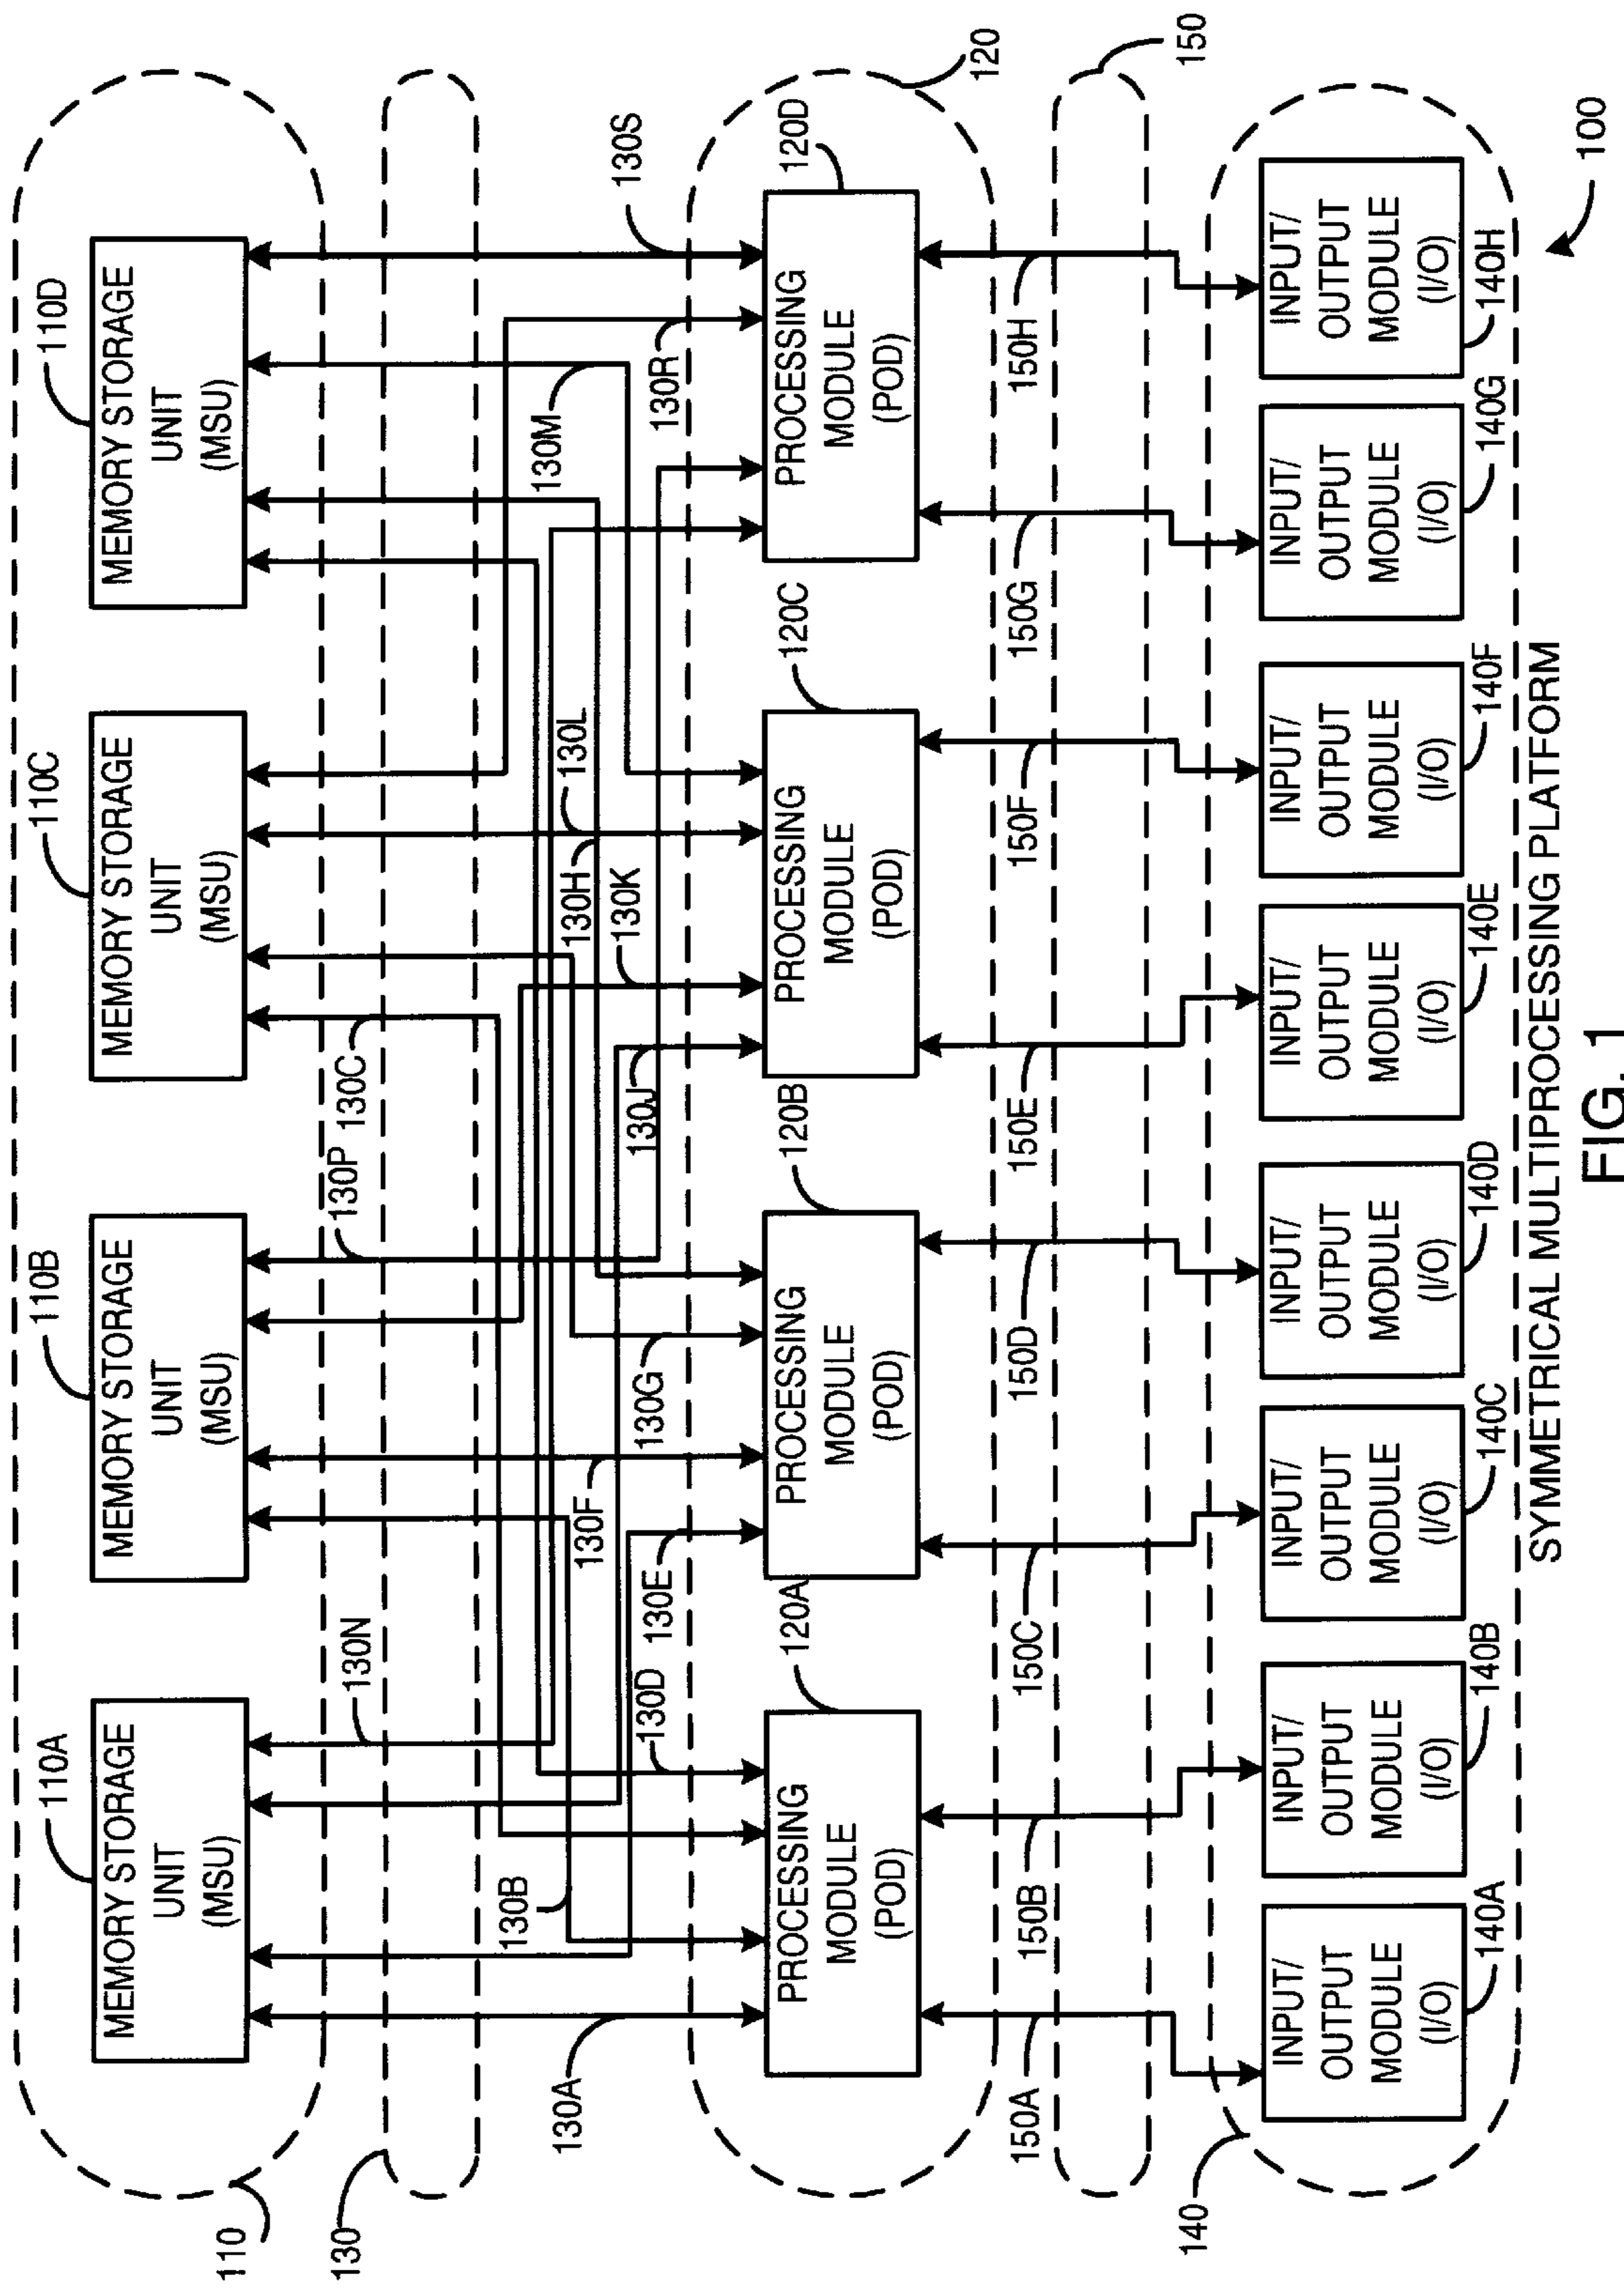 110A
110B
110C
110D
MEMORY STORAGE
UNIT
(MSU)
MEMORY STORAGE
UNIT
(MSU)
MEMORY STORAGE
UNIT
(MSU)
MEMORY STORAGE
UNIT
(MSU)
110
130
130N
130P
130C
130B
130A
130D
130E
130F
130G
130J
130H
130K
130L
130M
130R
130S
120A
120B
120C
120D
120
PROCESSING
MODULE
(POD)
PROCESSING
MODULE
(POD)
PROCESSING
MODULE
(POD)
PROCESSING
MODULE
(POD)
150A
150B
150C
150D
150E
150F
150G
150H
150
140
INPUT/
OUTPUT
MODULE
(I/O)
INPUT/
OUTPUT
MODULE
(I/O)
INPUT/
OUTPUT
MODULE
(I/O)
INPUT/
OUTPUT
MODULE
(I/O)
INPUT/
OUTPUT
MODULE
(I/O)
INPUT/
OUTPUT
MODULE
(I/O)
INPUT/
OUTPUT
MODULE
(I/O)
INPUT/
OUTPUT
MODULE
(I/O)
140A
140B
140C
140D
140E
140F
140G
140H
100
SYMMETRICAL MULTIPROCESSING PLATFORM
FIG. 1